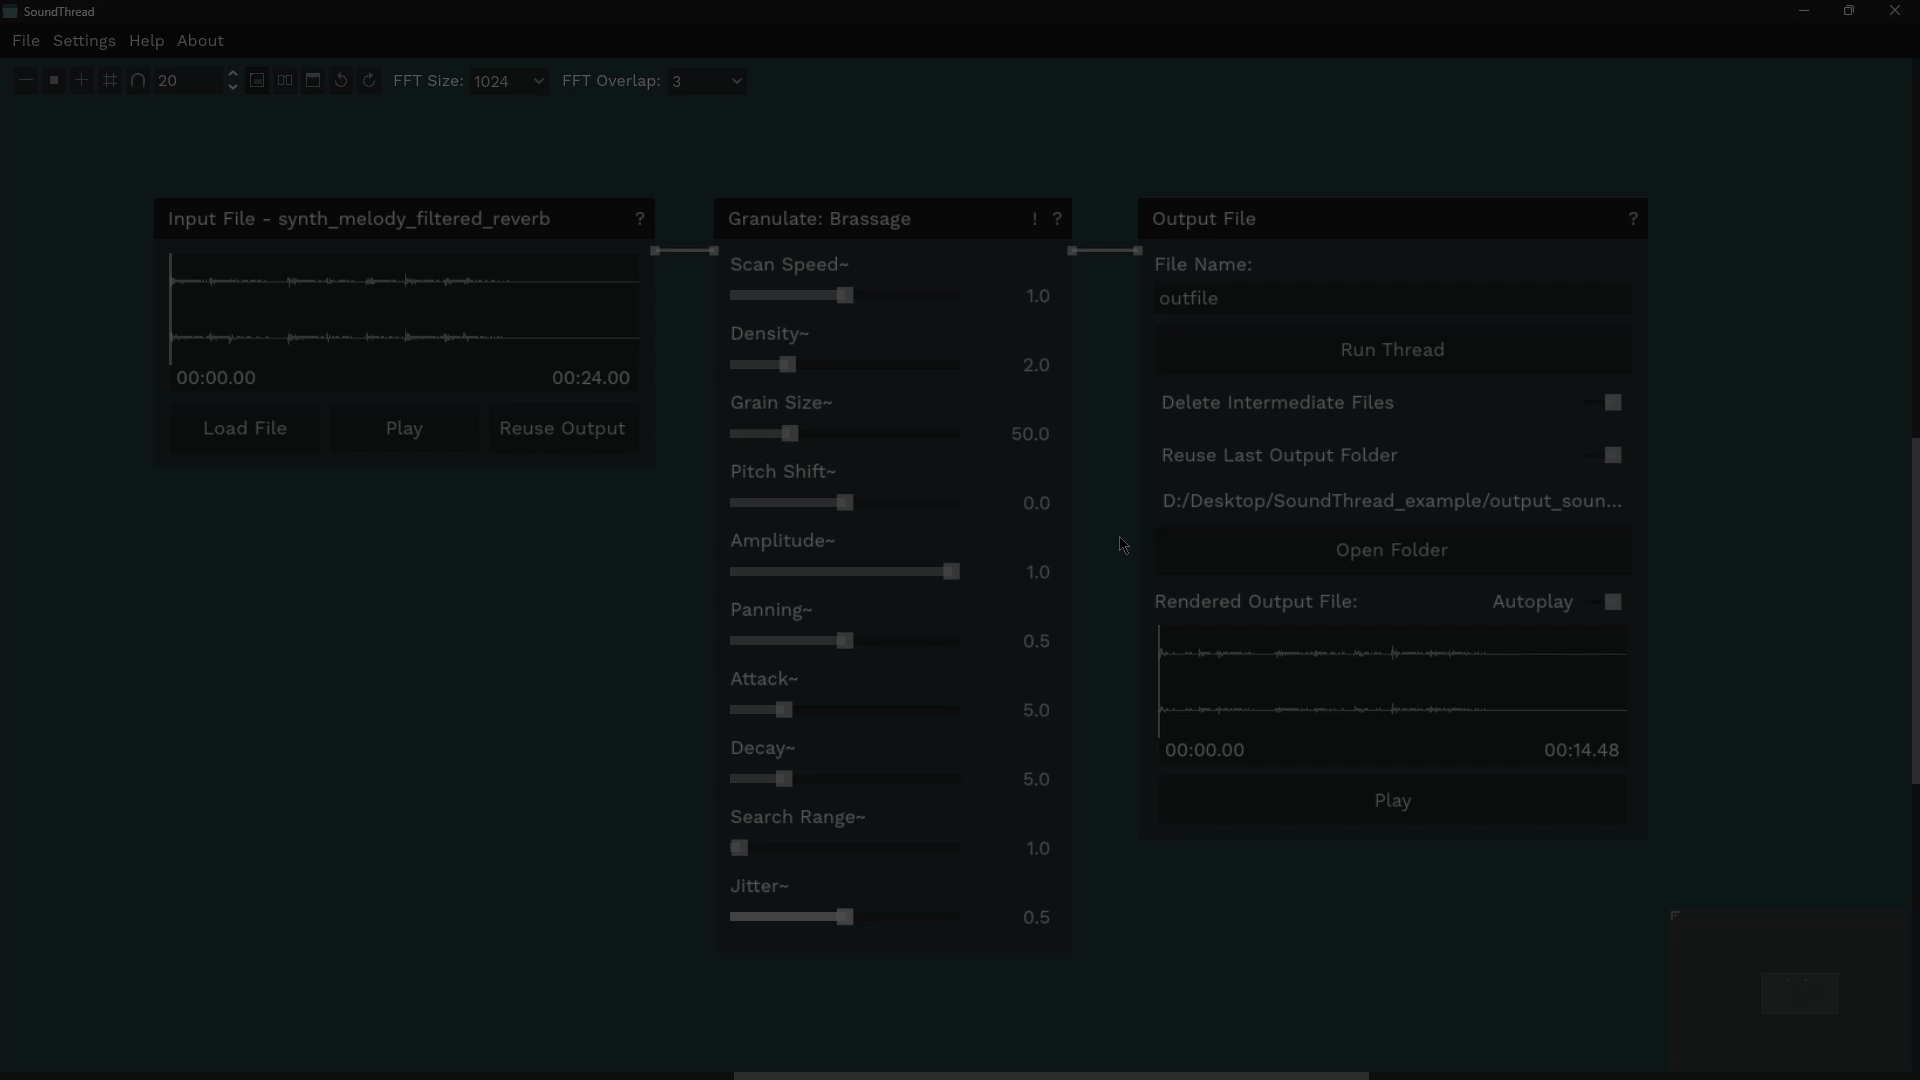 SoundThread
File Settings Help About
20 FFT Size: 1024 FFT Overlap: 3
Input File - synth_melody_filtered_reverb ?
00:00.00 00:24.00
Load File Play Reuse Output
Granulate: Brassage ! ?
Scan Speed~
1.0
Density~
2.0
Grain Size~
50.0
Pitch Shift~
0.0
Amplitude~
1.0
Panning~
0.5
Attack~
5.0
Decay~
5.0
Search Range~
1.0
Jitter~
0.5
Output File ?
File Name:
outfile
Run Thread
Delete Intermediate Files
Reuse Last Output Folder
D:/Desktop/SoundThread_example/output_soun...
Open Folder
Rendered Output File: Autoplay
00:00.00 00:14.48
Play